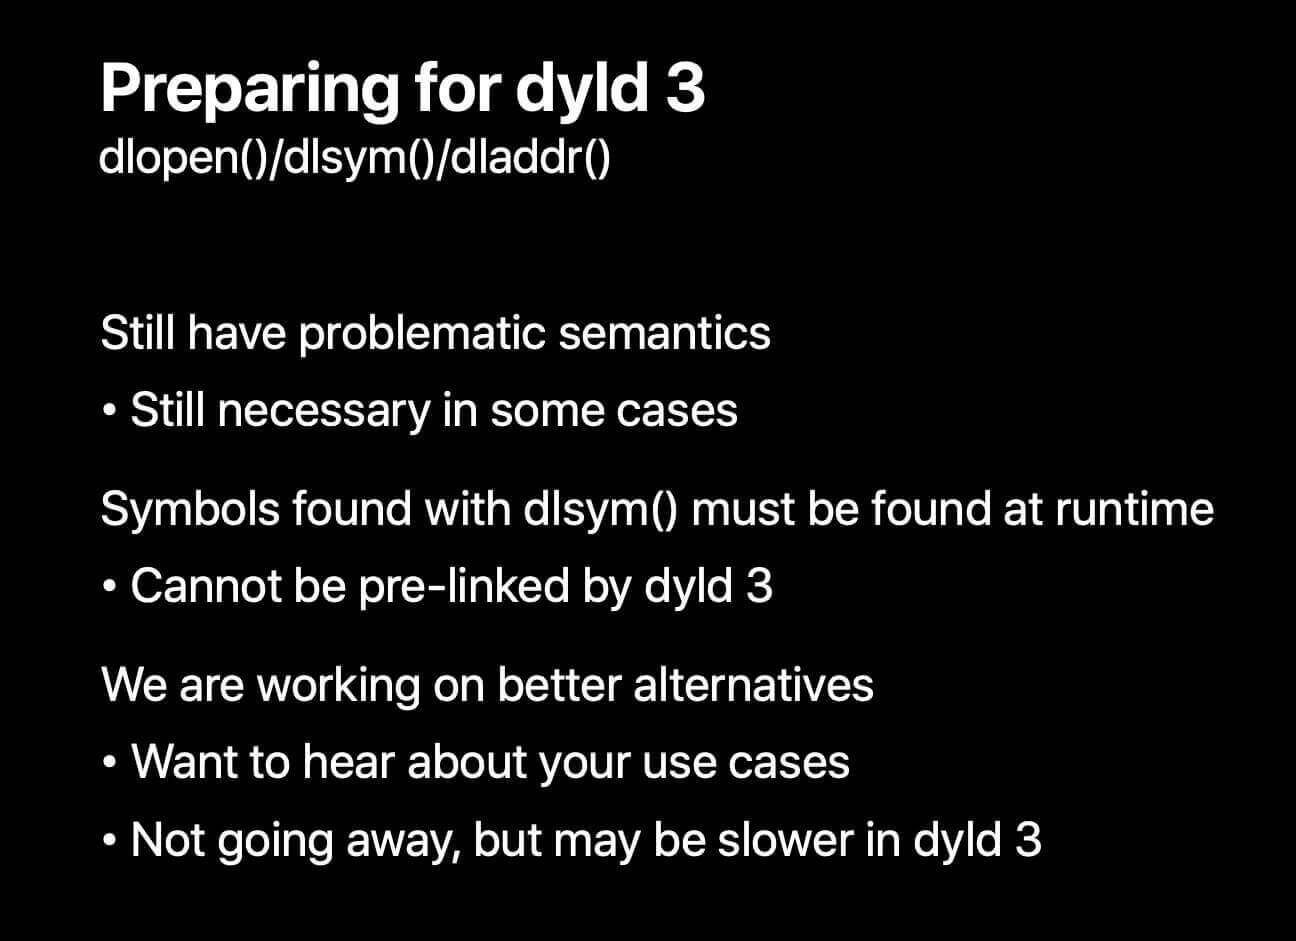 Preparing for dyld 3
dlopen()/dlsym()/dladdr()
Still have problematic semantics
• Still necessary in some cases
Symbols found with dlsym() must be found at runtime
• Cannot be pre-linked by dyld 3
We are working on better alternatives
• Want to hear about your use cases
• Not going away, but may be slower in dyld 3